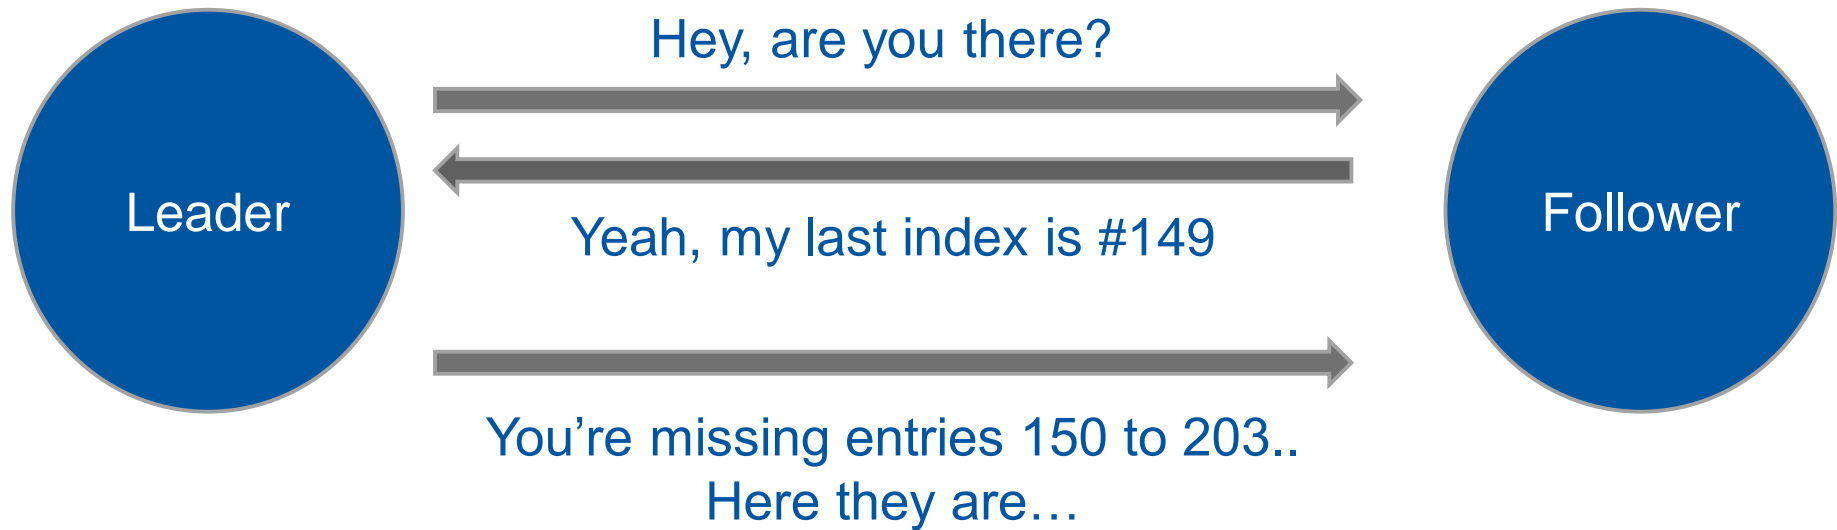 Hey, are you there?
Leader
Yeah, my last index is #149
Follower
You're missing entries 150 to 203..
Here they are…